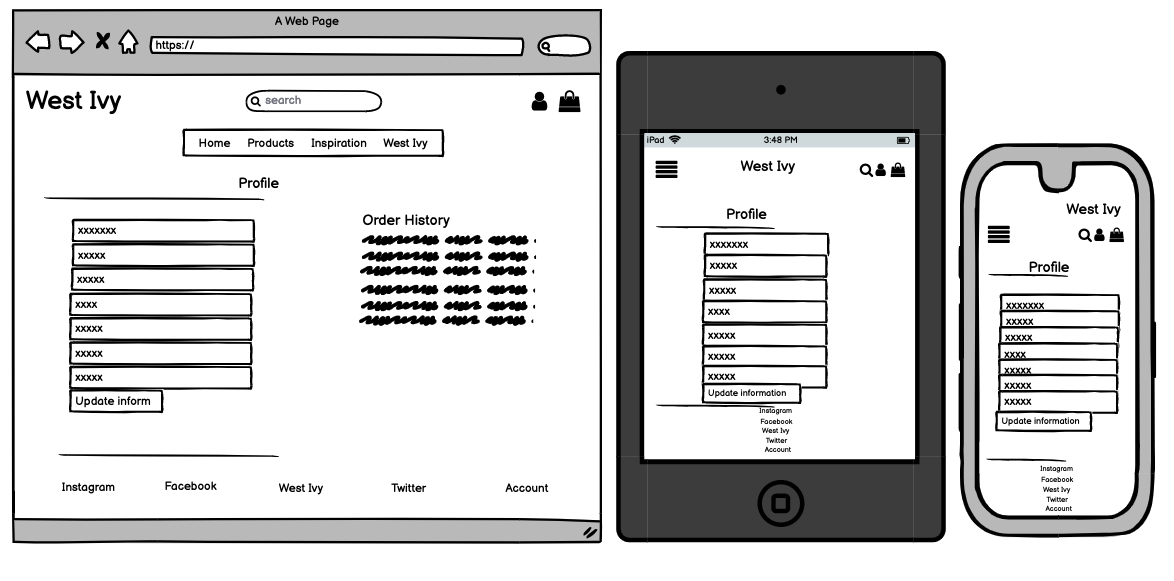 A Web Page
https://
West Ivy
search
Home Products Inspiration West Ivy
Profile
xxxxxxx
xxxxx
xxxxx
xxxx
xxxxx
xxxxx
xxxxx
Update inform
Order History
Instagram Facebook West Ivy Twitter Account
iPad 3:48 PM
West Ivy
Profile
xxxxxxx
xxxxx
xxxxx
xxxx
xxxxx
xxxxx
xxxxx
Update information
Instagram
Facebook
West Ivy
Twitter
Account
West Ivy
Profile
xxxxxxx
xxxxx
xxxxx
xxxx
xxxxx
xxxxx
xxxxx
Update information
Instagram
Facebook
West Ivy
Twitter
Account